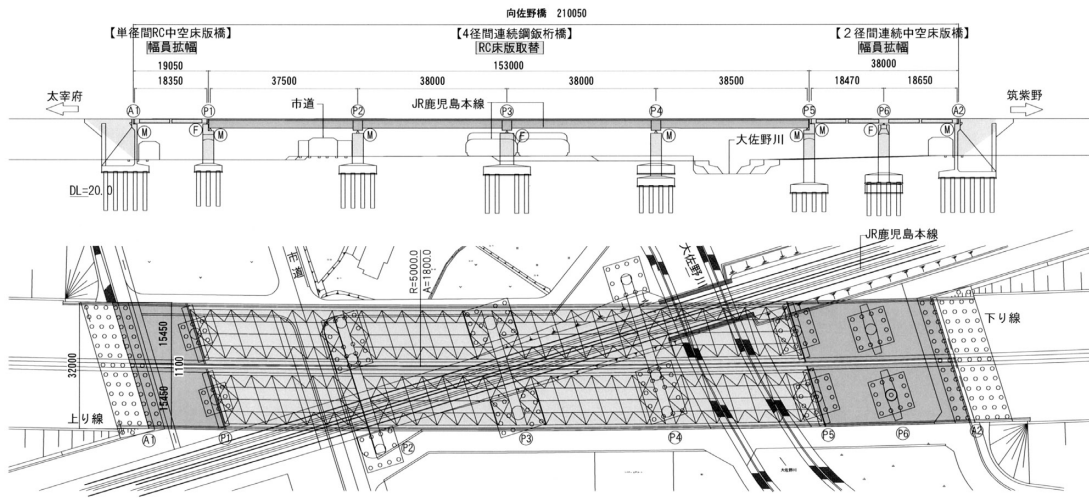 向佐野橋 210050
【単径間RC中空床版橋】
幅員拡幅
【4径間連続鋼鈑桁橋】
RC床版取替
【2径間連続中空床版橋】
幅員拡幅
19050 153000 38000
18350 37500 38000 38000 38500 18470 18650
太宰府 A1 P1 市道 P2 P3 JR鹿児島本線 P4 P5 P6 A2 筑紫野
M F M M F M M M F M
大佐野川
DL=20.0
JR鹿児島本線
市道
R=5000.0
A=1800.0
大佐野川
下り線
32000
15450
1100
15450
上り線
A1 P1 P2 P3 P4 P5 P6 A2
大佐野川